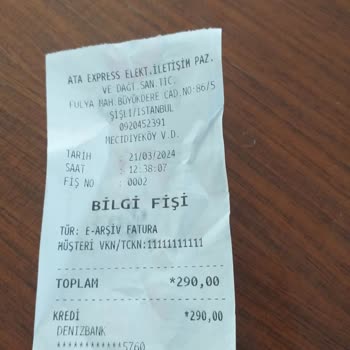 ATA EXPRESS ELEKT.İLETİŞİM PAZ.
VE DAĞT.SAN.TİC.
FULYA MAH.BÜYÜKDERE CAD.NO:86/5
ŞİŞLİ/İSTANBUL
0920452391
MECİDİYEKÖY V.D.
TARİH : 21/03/2024
SAAT : 12:38:07
FİŞ NO : 0002
BİLGİ FİŞİ
TÜR: E-ARŞİV FATURA
MÜŞTERİ VKN/TCKN:11111111111
TOPLAM *290,00
KREDİ *290,00
DENIZBANK
************5760